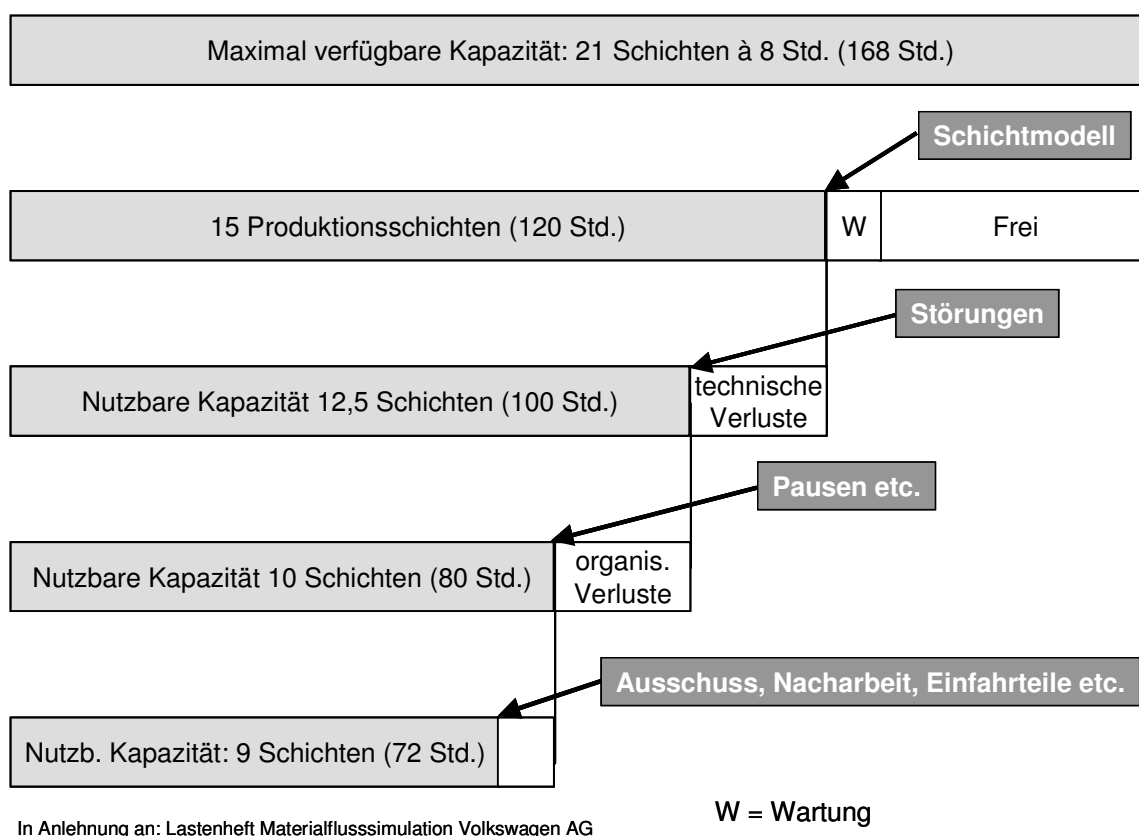 Maximal verfügbare Kapazität: 21 Schichten à 8 Std. (168 Std.)
Schichtmodell
15 Produktionsschichten (120 Std.)
W
Frei
Störungen
Nutzbare Kapazität 12,5 Schichten (100 Std.)
technische
Verluste
Pausen etc.
Nutzbare Kapazität 10 Schichten (80 Std.)
organis.
Verluste
Ausschuss, Nacharbeit, Einfahrteile etc.
Nutzb. Kapazität: 9 Schichten (72 Std.)
W = Wartung
In Anlehnung an: Lastenheft Materialflusssimulation Volkswagen AG